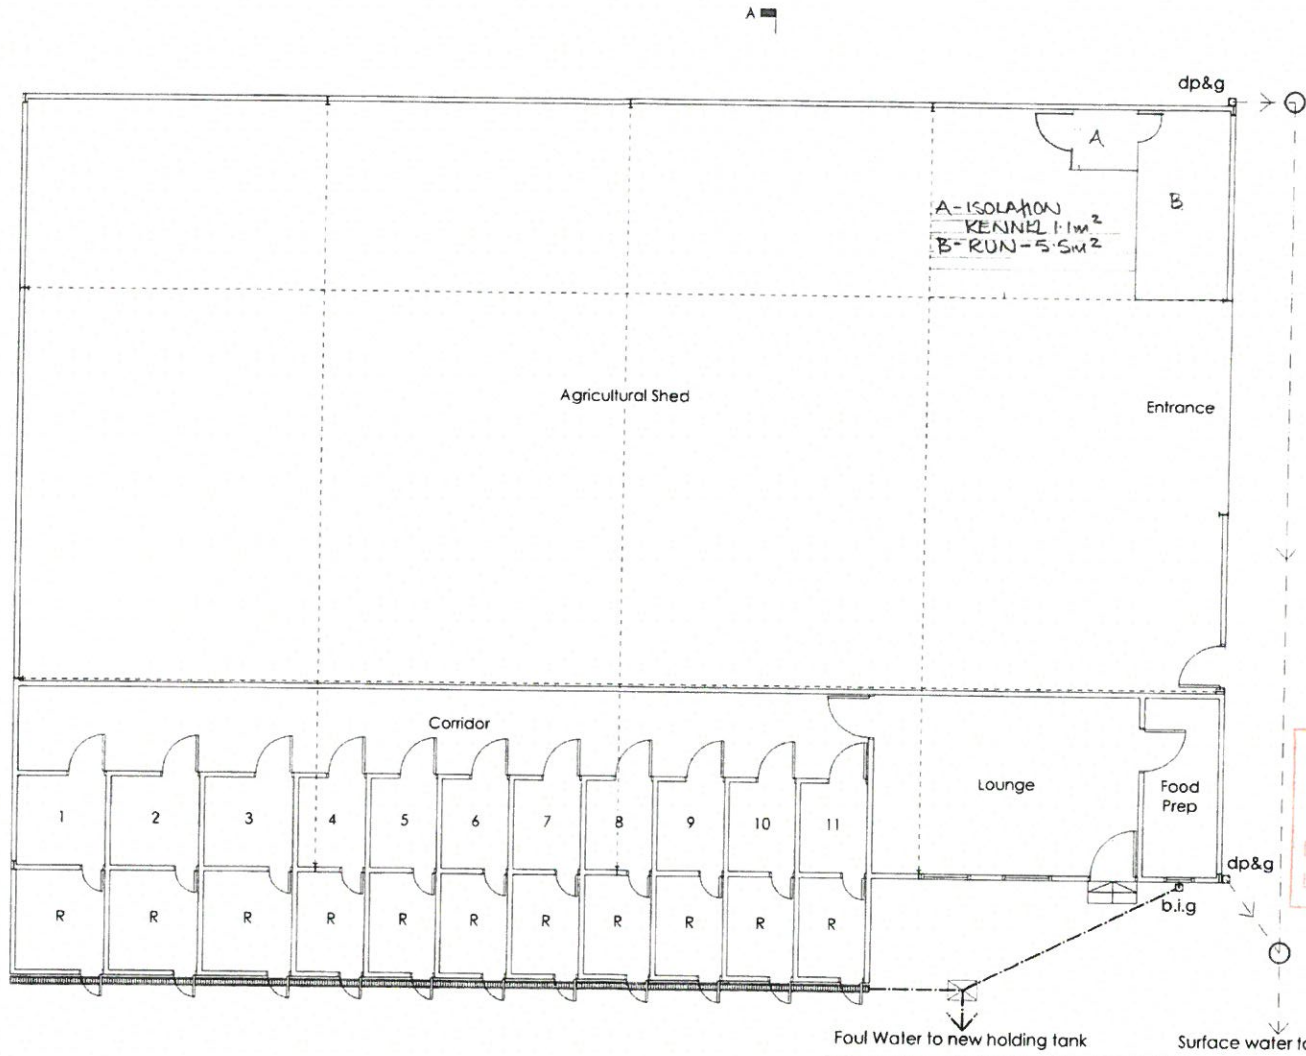 A
dp&g
A
B
A-ISOLATION
KENNEL 1.1m²
B-RUN-5.5m²
Agricultural Shed
Entrance
Corridor
Lounge
Food
Prep
1 2 3 4 5 6 7 8 9 10 11
dp&g
R R R R R R R R R R R
b.i.g
Foul Water to new holding tank
Surface water to